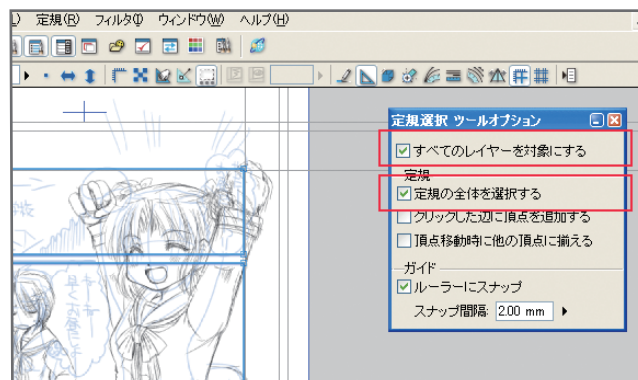 定規(R) フィルタ(I) ウィンドウ(W) ヘルプ(H)
定規選択 ツールオプション
すべてのレイヤーを対象にする
定規
定規の全体を選択する
クリックした辺に頂点を追加する
頂点移動時に他の頂点に揃える
ガイド
ルーラーにスナップ
スナップ間隔: 2.00 mm